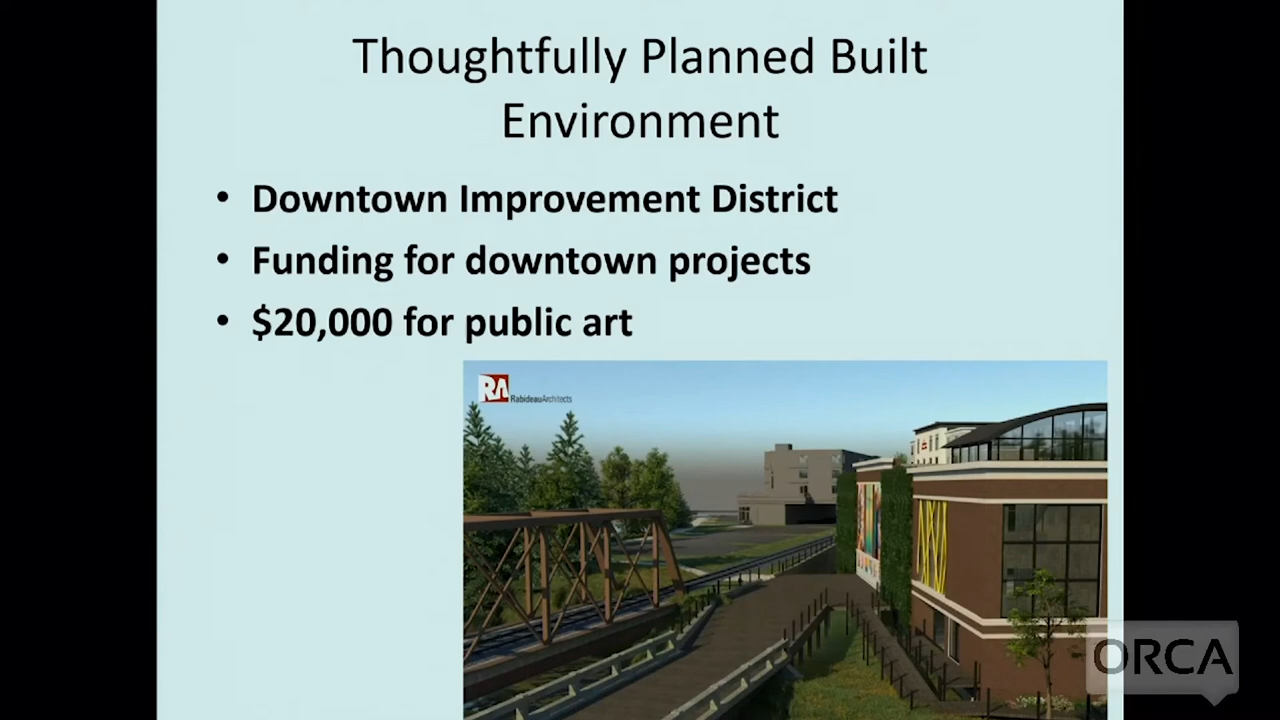 Thoughtfully Planned Built
Environment
• Downtown Improvement District
• Funding for downtown projects
• $20,000 for public art
RA RabideauArchitects
ORCA